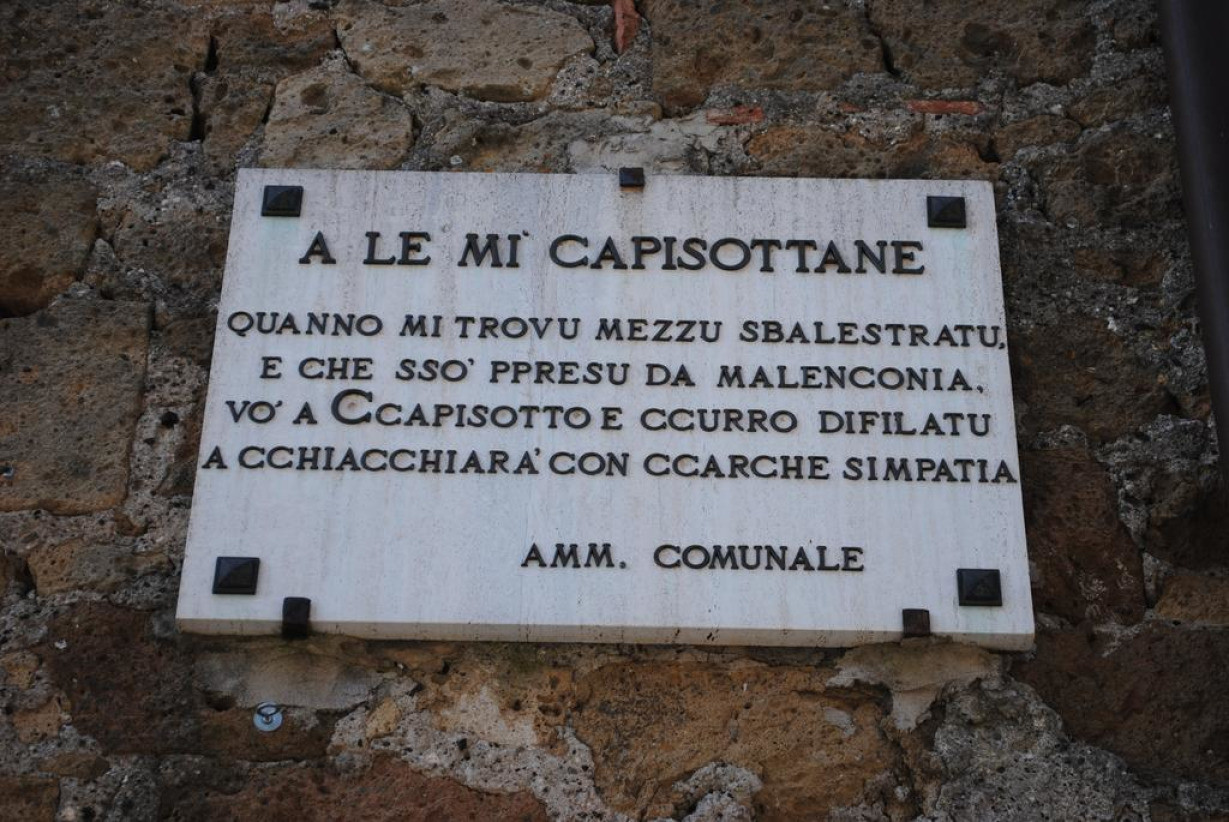 A LE MI' CAPISOTTANE
QUANNO MI TROVU MEZZU SBALESTRATU,
E CHE SSO' PPRESU DA MALENCONIA,
VO' A CCCAPISOTTO E CCURRO DIFILATU
A CCHIACCHIARA' CON CCARCHE SIMPATIA
AMM. COMUNALE